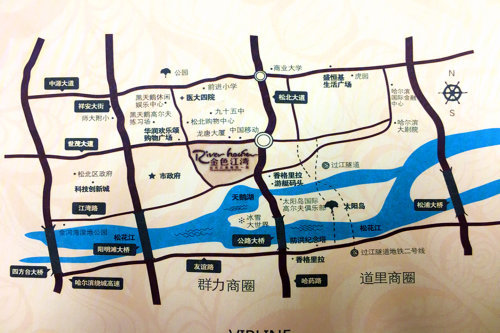 公园
商业大学
中源大道
前进小学
盛恒基
生活广场
虎园
N
黑天鹅休闲
娱乐中心
医大四院
松北大道
哈尔滨
国际金融
中心
S
祥安大街
师大附小
黑天鹅高尔夫
练习场
九十五中
松北购物中心
华润欢乐颂
购物广场
龙唐大厦
中国移动
哈尔滨
大剧院
世茂大道
金色江湾
过江隧道
松北区政府
市政府
科技创新城
香格里拉
游艇码头
天鹅湖
江湾路
太阳岛国际
高尔夫俱乐部
太阳岛
松浦大桥
冰雪
大世界
松花江
松花江
公路大桥
防洪纪念塔
阳明滩大桥
过江隧道地铁二号线
四方台大桥
友谊路
香格里拉
哈尔滨绕城高速
群力商圈
哈药路
道里商圈